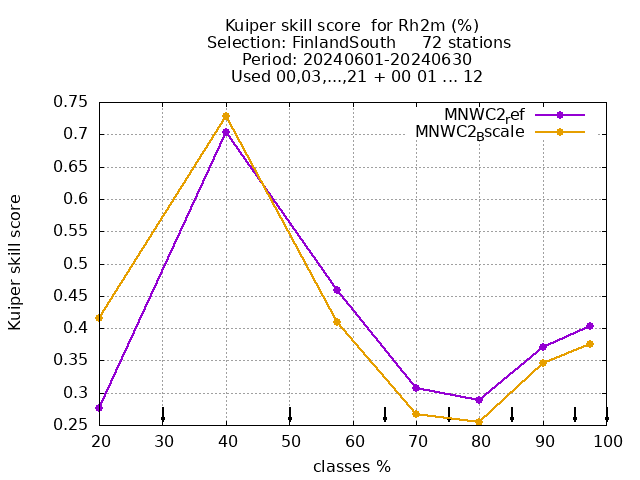 Kuiper skill score  for Rh2m (%)
Selection: FinlandSouth     72 stations
Period: 20240601-20240630
Used 00,03,...,21 + 00 01 ... 12
MNWC2ref
MNWC2Bscale
0.75
0.7
0.65
0.6
0.55
0.5
0.45
0.4
0.35
0.3
0.25
Kuiper skill score
20 30 40 50 60 70 80 90 100
classes %